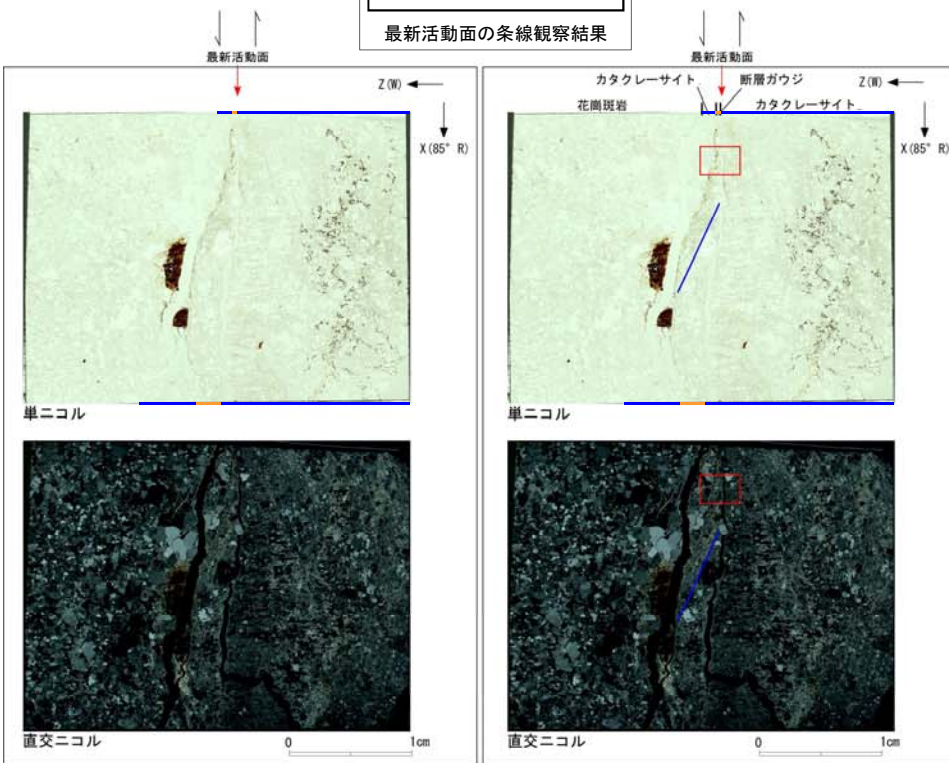 最新活動面の条線観察結果
最新活動面
Z(W)
X(85° R)
単ニコル
直交ニコル
0 1cm
最新活動面
カタクレーサイト 断層ガウジ Z(W)
花崗斑岩 カタクレーサイト
X(85° R)
単ニコル
直交ニコル
0 1cm